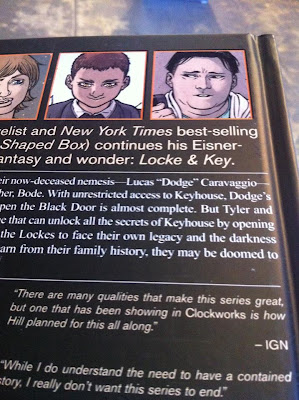 elist and New York Times best-selling
Shaped Box) continues his Eisner-
antasy and wonder: Locke & Key.
eir now-deceased nemesis—Lucas "Dodge" Caravaggio—
her, Bode. With unrestricted access to Keyhouse, Dodge's
pen the Black Door is almost complete. But Tyler and
e that can unlock all the secrets of Keyhouse by opening
the Lockes to face their own legacy and the darkness
arn from their family history, they may be doomed to
"There are many qualities that make this series great,
but one that has been showing in Clockworks is how
Hill planned for this all along."
– IGN
"While I do understand the need to have a contained
story, I really don't want this series to end."